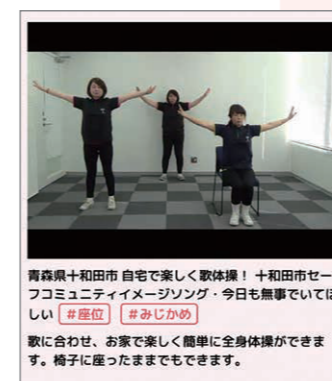 青森県十和田市 自宅で楽しく歌体操！ 十和田市セー
フコミュニティイメージソング・今日も無事でいてほ
しい #座位 #みじかめ
歌に合わせ、お家で楽しく簡単に全身体操ができま
す。椅子に座ったままでもできます。